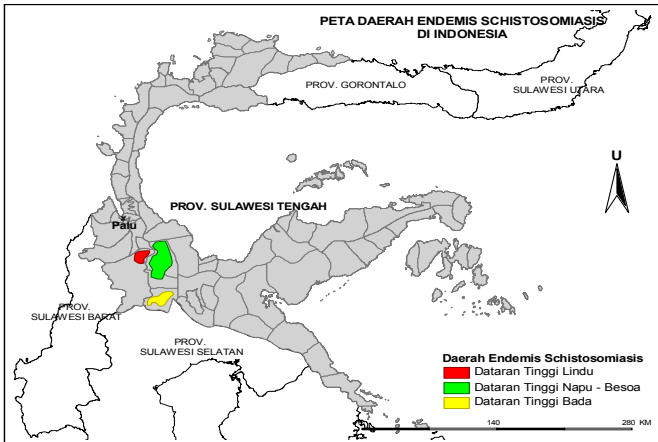 PETA DAERAH ENDEMIS SCHISTOSOMIASIS
DI INDONESIA
PROV. GORONTALO
PROV.
SULAWESI UTARA
U
PROV. SULAWESI TENGAH
Palu
PROV.
SULAWESI BARAT
PROV.
SULAWESI SELATAN
Daerah Endemis Schistosomiasis
Dataran Tinggi Lindu
Dataran Tinggi Napu - Besoa
Dataran Tinggi Bada
140
280 KM